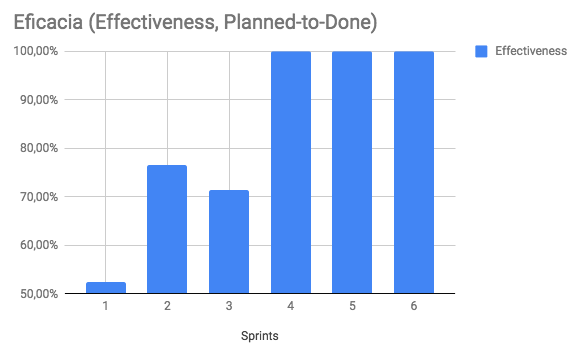 Eficacia (Effectiveness, Planned-to-Done)
100,00%
Effectiveness
90,00%
80,00%
70,00%
60,00%
50,00%
1 2 3 4 5 6
Sprints